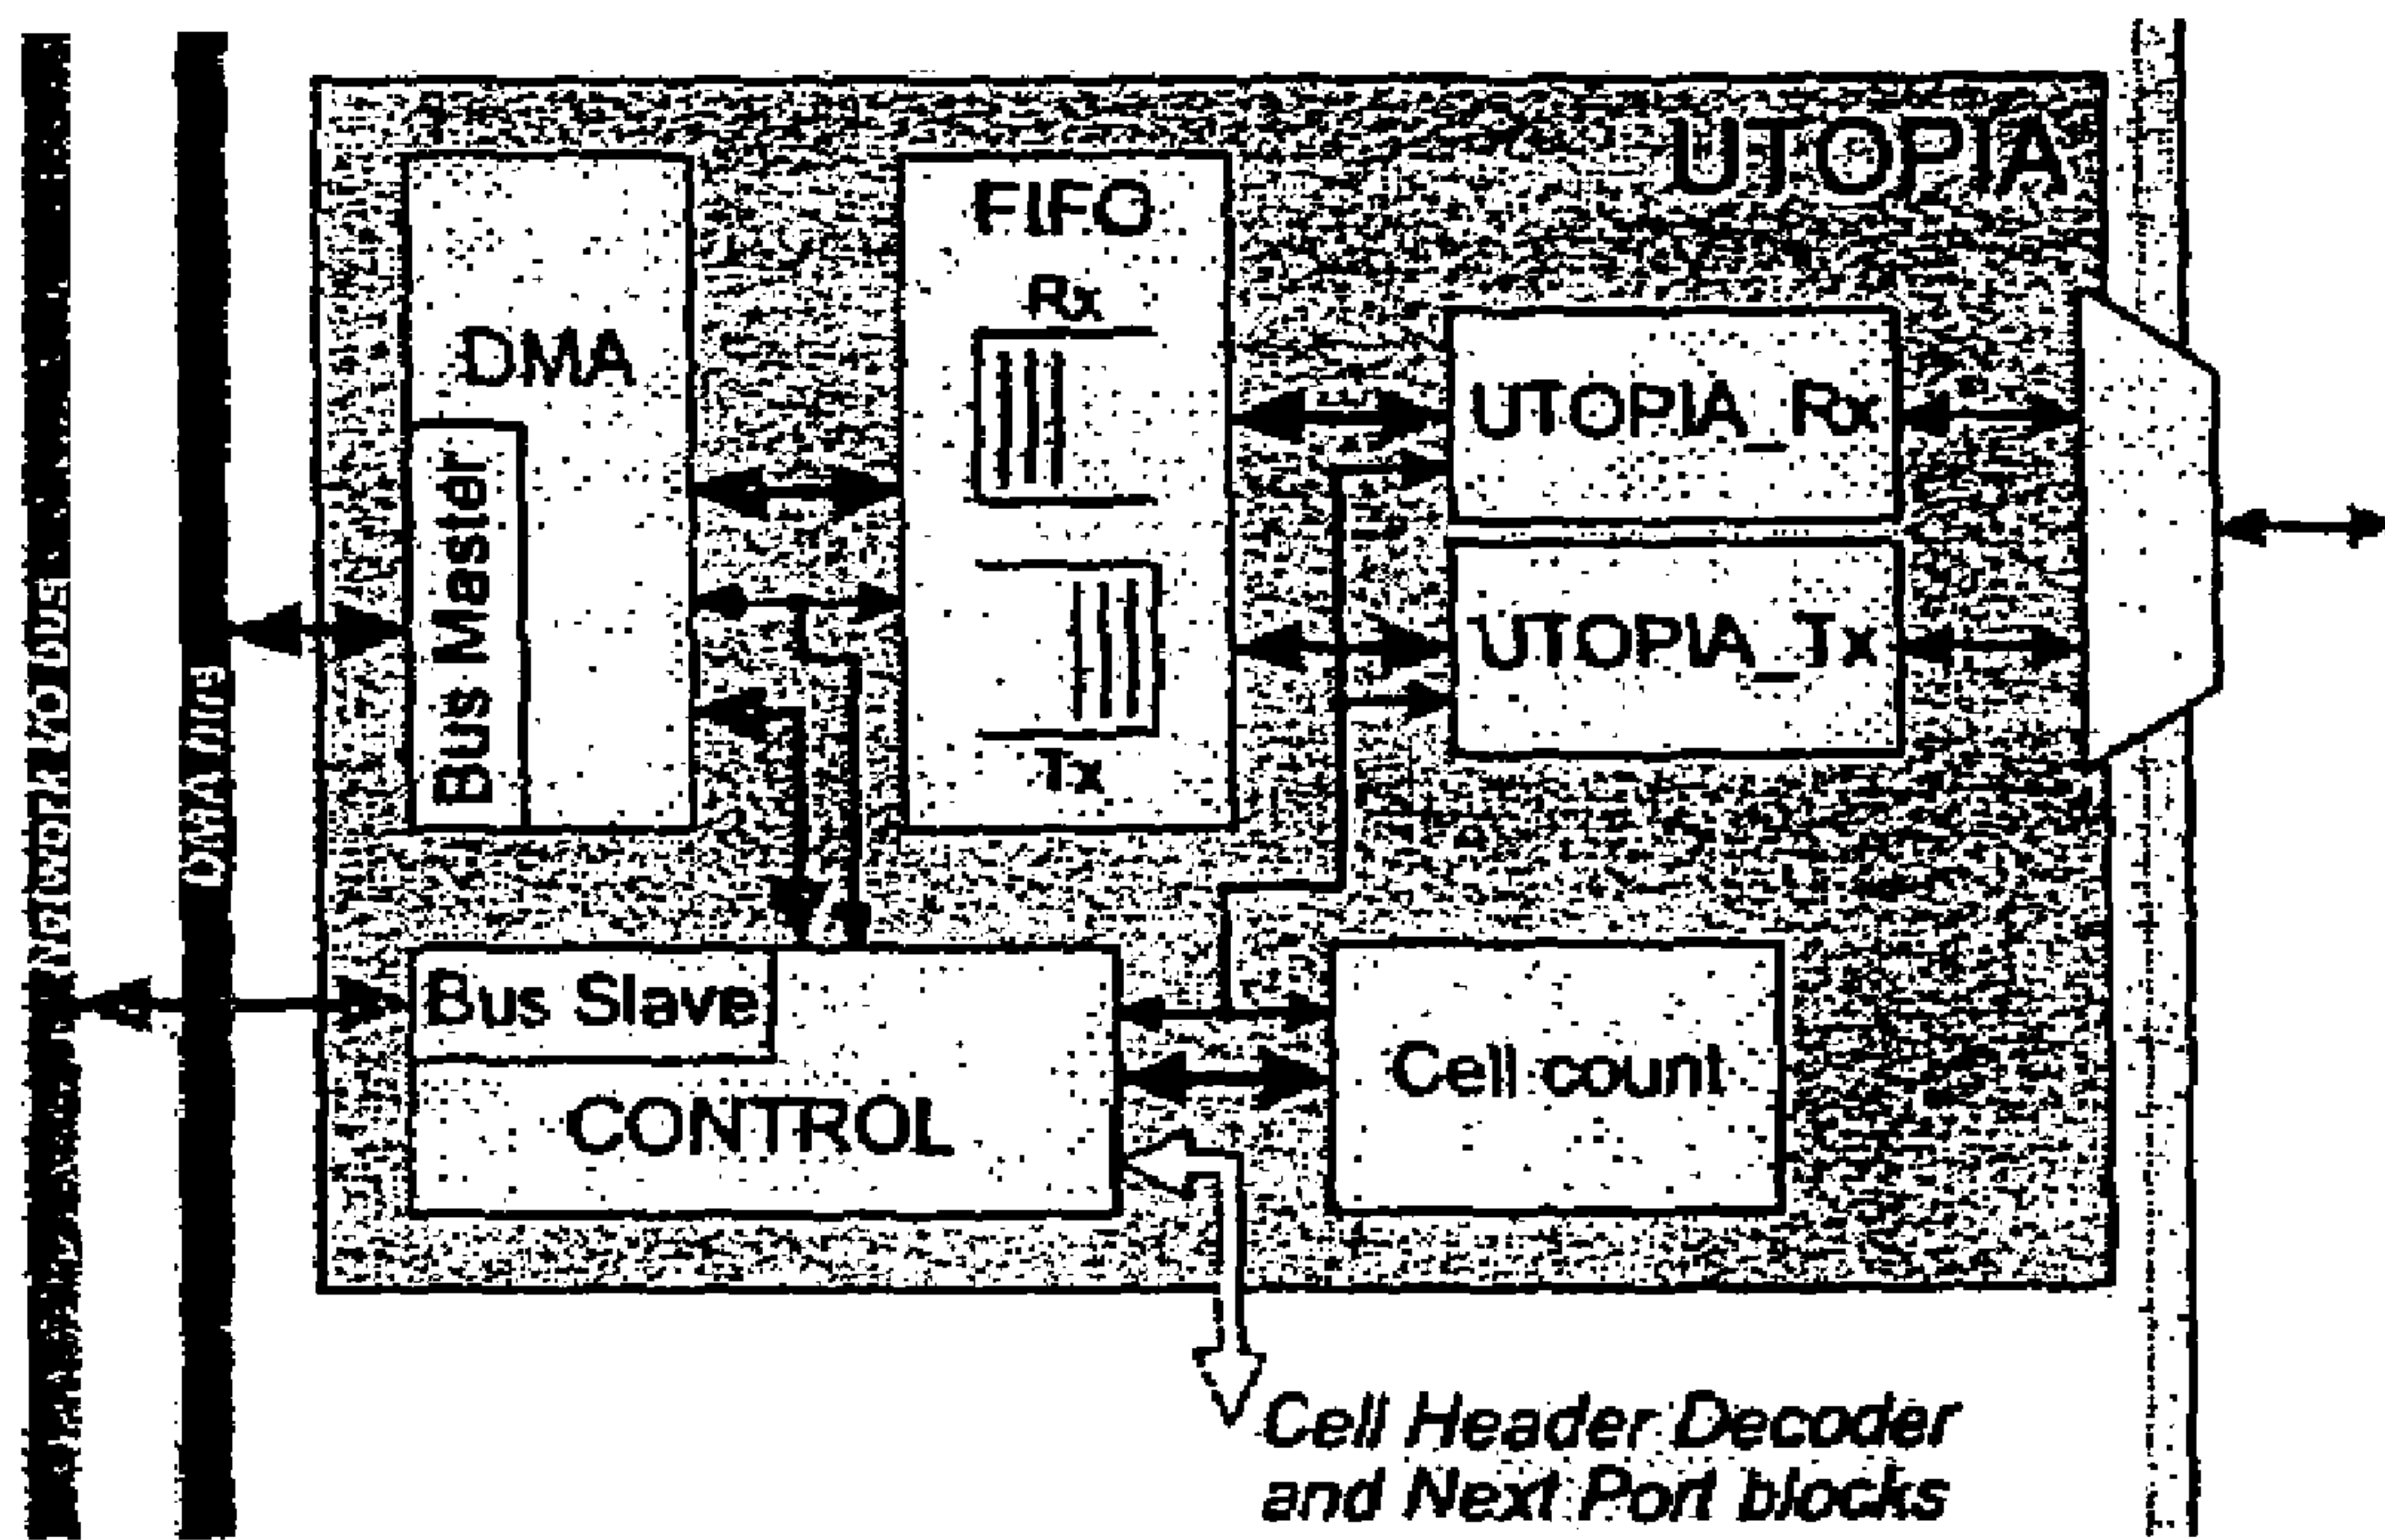 UTOPIA
FIFO
Rx
DMA
UTOPIA_Rx
Bus Master
UTOPIA_Tx
Tx
DMA bus
I/O bus
Bus Slave
Cell count
CONTROL
Cell Header Decoder
and Next Port blocks